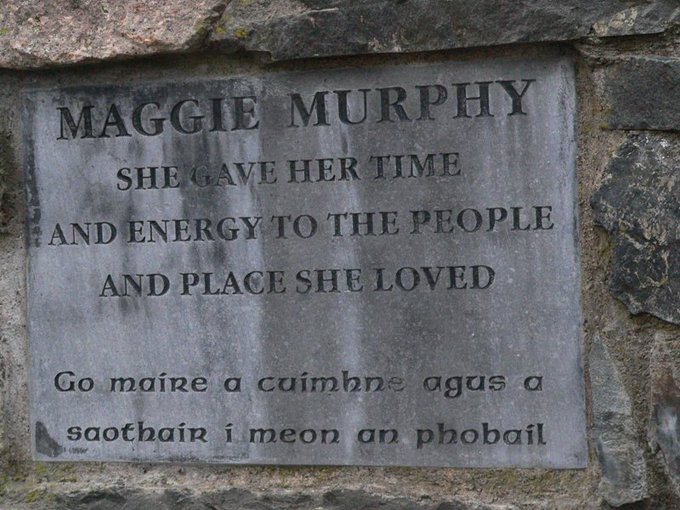 MAGGIE MURPHY
SHE GAVE HER TIME
AND ENERGY TO THE PEOPLE
AND PLACE SHE LOVED
Go maire a cuimhne agus a
saothair i meon an phobail